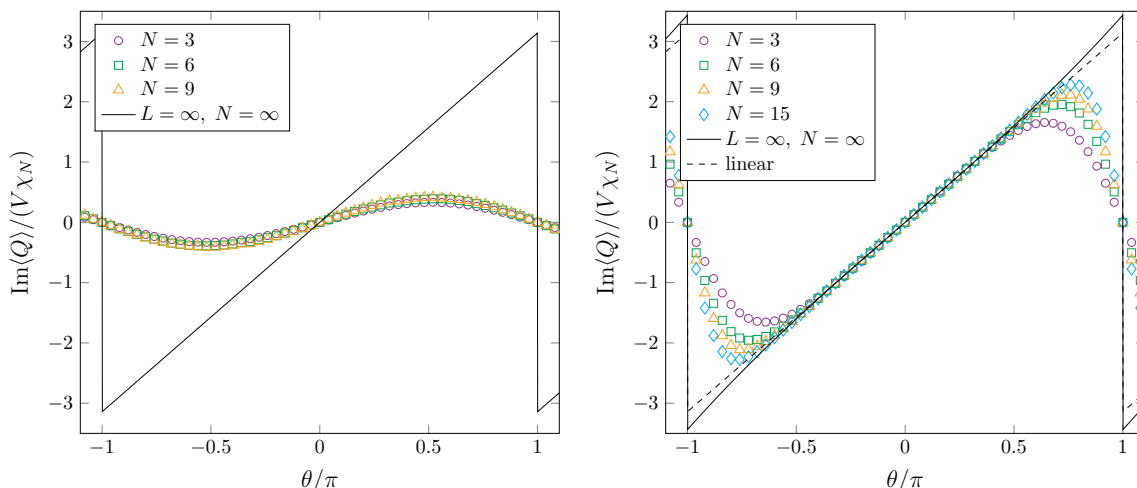 3
2
1
0
−1
−2
−3
Im⟨Q⟩/(Vχ_N)
N = 3
N = 6
N = 9
L = ∞, N = ∞
−1 −0.5 0 0.5 1
θ/π
3
2
1
0
−1
−2
−3
Im⟨Q⟩/(Vχ_N)
N = 3
N = 6
N = 9
N = 15
L = ∞, N = ∞
linear
−1 −0.5 0 0.5 1
θ/π